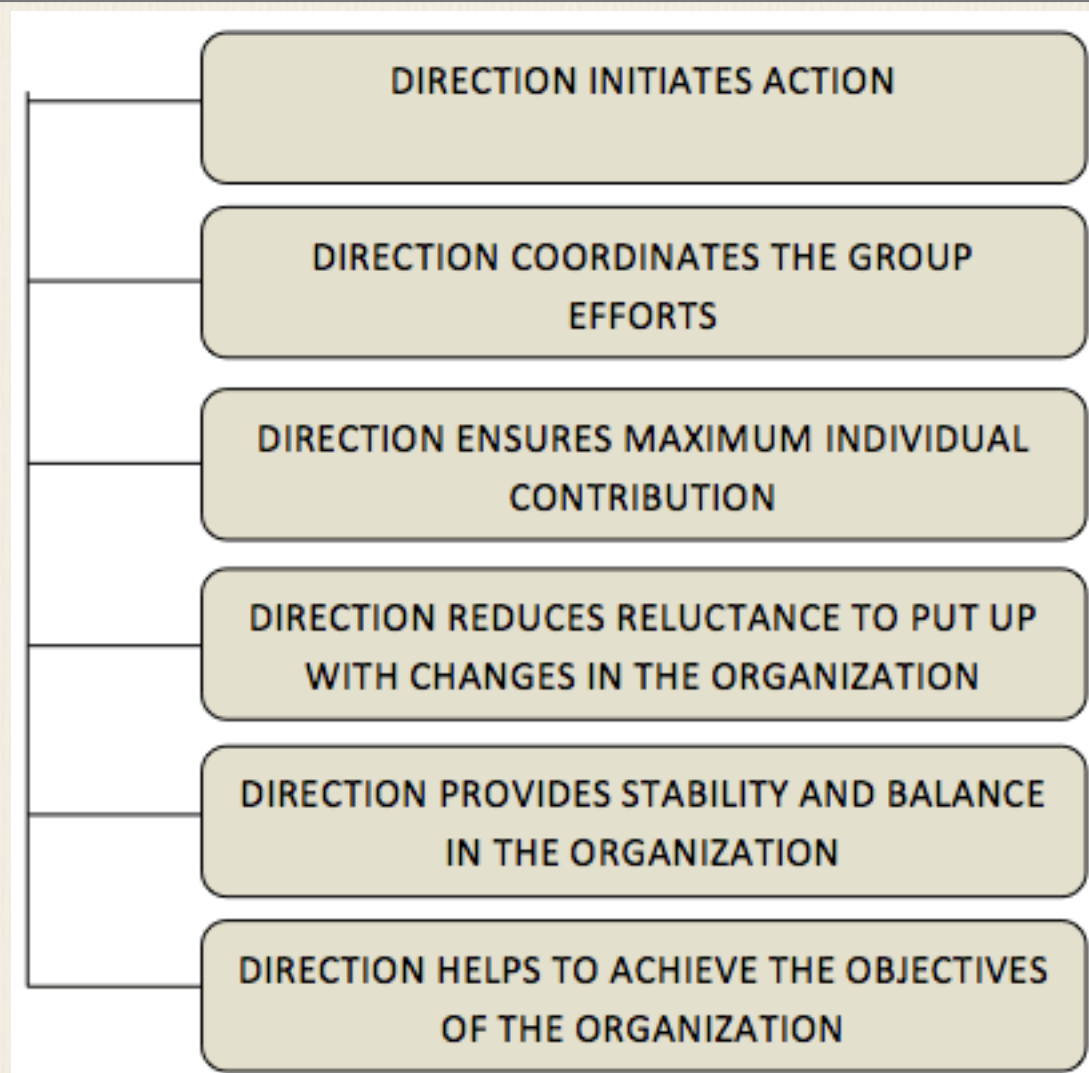 DIRECTION INITIATES ACTION
DIRECTION COORDINATES THE GROUP
EFFORTS
DIRECTION ENSURES MAXIMUM INDIVIDUAL
CONTRIBUTION
DIRECTION REDUCES RELUCTANCE TO PUT UP
WITH CHANGES IN THE ORGANIZATION
DIRECTION PROVIDES STABILITY AND BALANCE
IN THE ORGANIZATION
DIRECTION HELPS TO ACHIEVE THE OBJECTIVES
OF THE ORGANIZATION